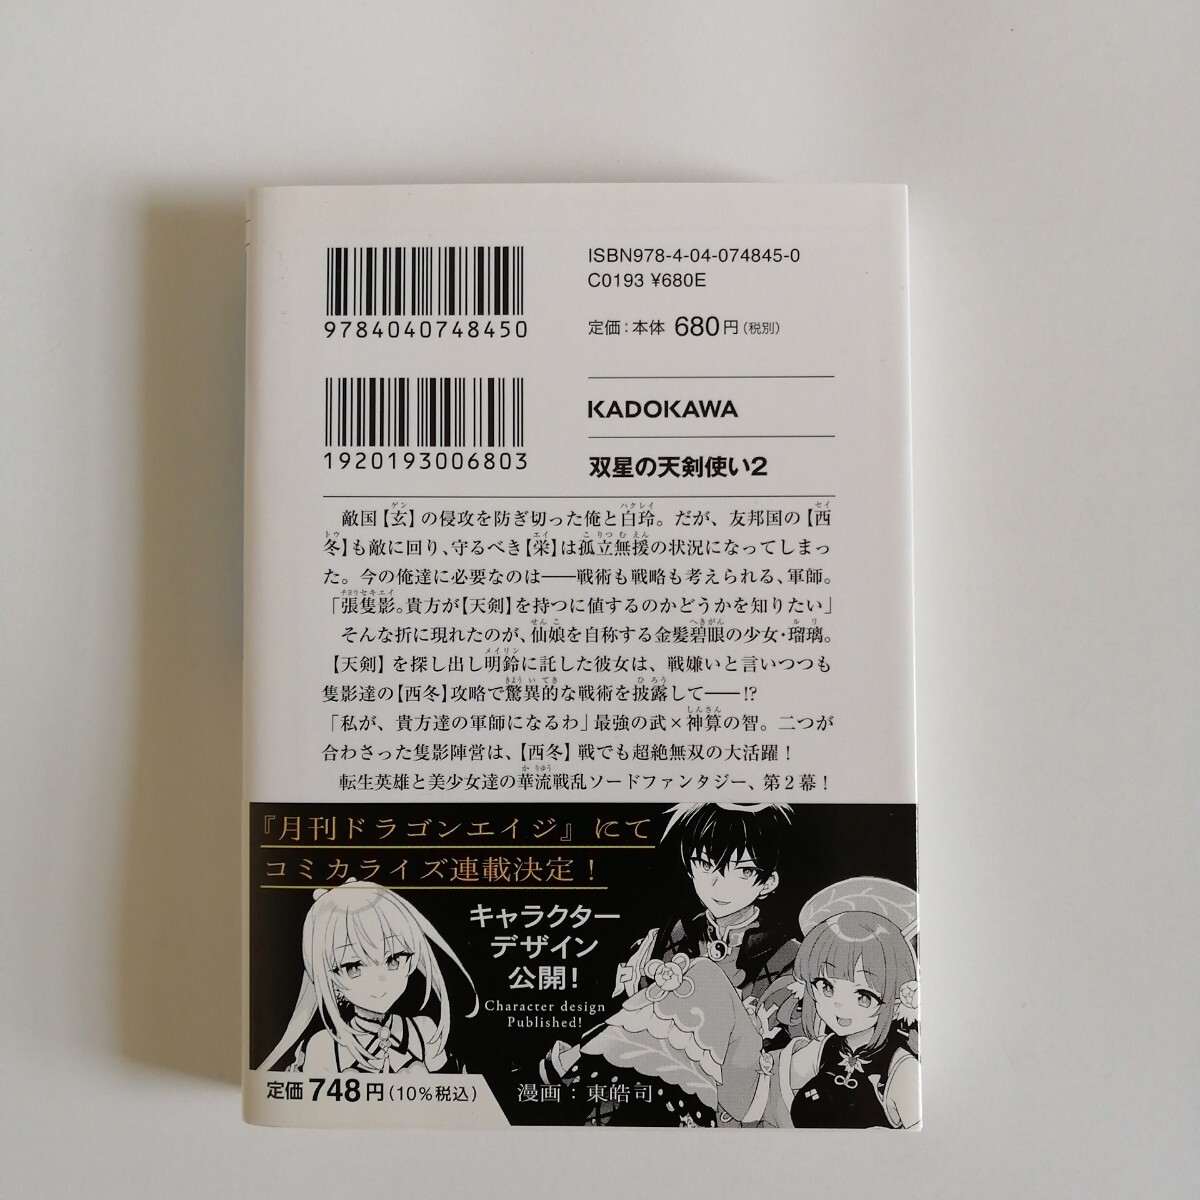 9784040748450
1920193006803
ISBN978-4-04-074845-0
C0193 ¥680E
定価:本体 680円(税別)
KADOKAWA
双星の天剣使い2
敵国【玄】の侵攻を防ぎ切った俺と白玲。だが、友邦国の【西
冬】も敵に回り、守るべき【栄】は孤立無援の状況になってしまっ
た。今の俺達に必要なのは――戦術も戦略も考えられる、軍師。
「張隻影。貴方が【天剣】を持つに値するのかどうかを知りたい」
そんな折に現れたのが、仙娘を自称する金髪碧眼の少女・瑠璃。
【天剣】を探し出し明鈴に託した彼女は、戦嫌いと言いつつも
隻影達の【西冬】攻略で驚異的な戦術を披露して――!?
「私が、貴方達の軍師になるわ」最強の武×神算の智。二つが
合わさった隻影陣営は、【西冬】戦でも超絶無双の大活躍!
転生英雄と美少女達の華流戦乱ソードファンタジー、第2幕!
『月刊ドラゴンエイジ』にて
コミカライズ連載決定!
キャラクター
デザイン
公開!
Character design
Published!
定価748円(10%税込)
漫画:東皓司